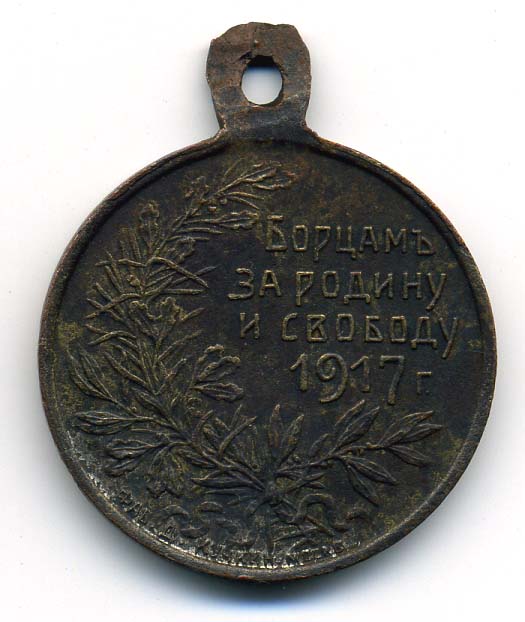 Борцамъ
за родину
и свободу
1917 г.